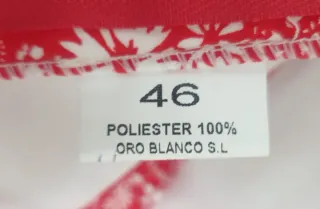 46
POLIESTER 100%
ORO BLANCO S.L